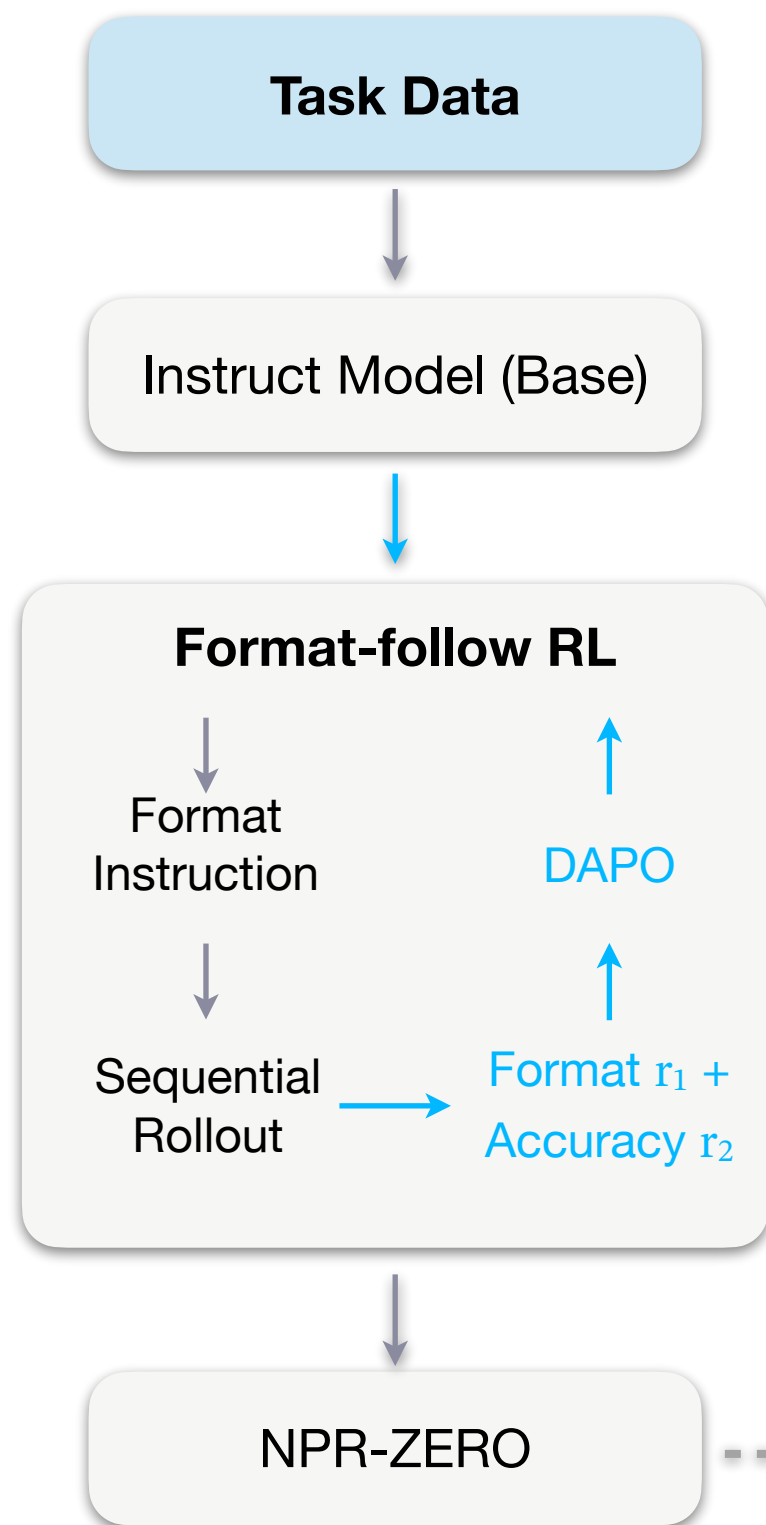 Task Data
Instruct Model (Base)
Format-follow RL
Format
Instruction
DAPO
Sequential
Rollout
Format r₁ +
Accuracy r₂
NPR-ZERO